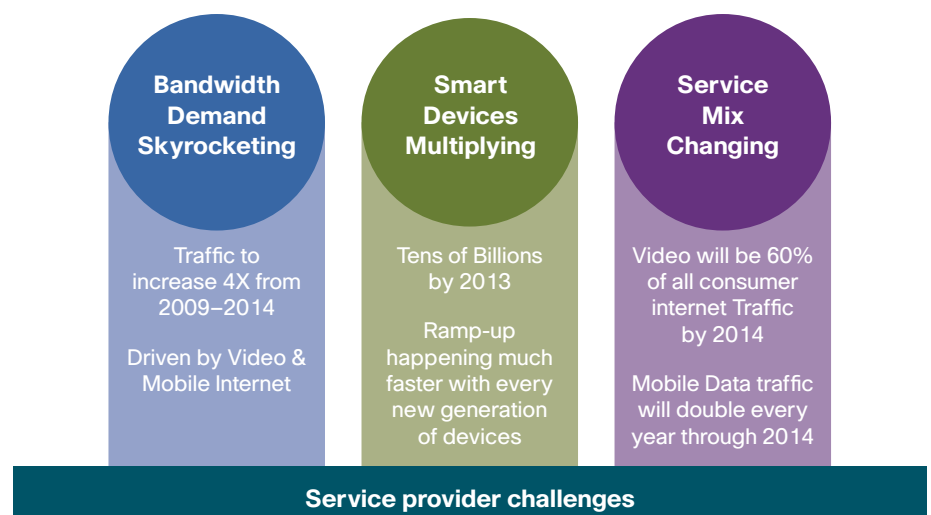 Bandwidth
Demand
Skyrocketing
Traffic to
increase 4X from
2009–2014
Driven by Video &
Mobile Internet
Smart
Devices
Multiplying
Tens of Billions
by 2013
Ramp-up
happening much
faster with every
new generation
of devices
Service
Mix
Changing
Video will be 60%
of all consumer
internet Traffic
by 2014
Mobile Data traffic
will double every
year through 2014
Service provider challenges